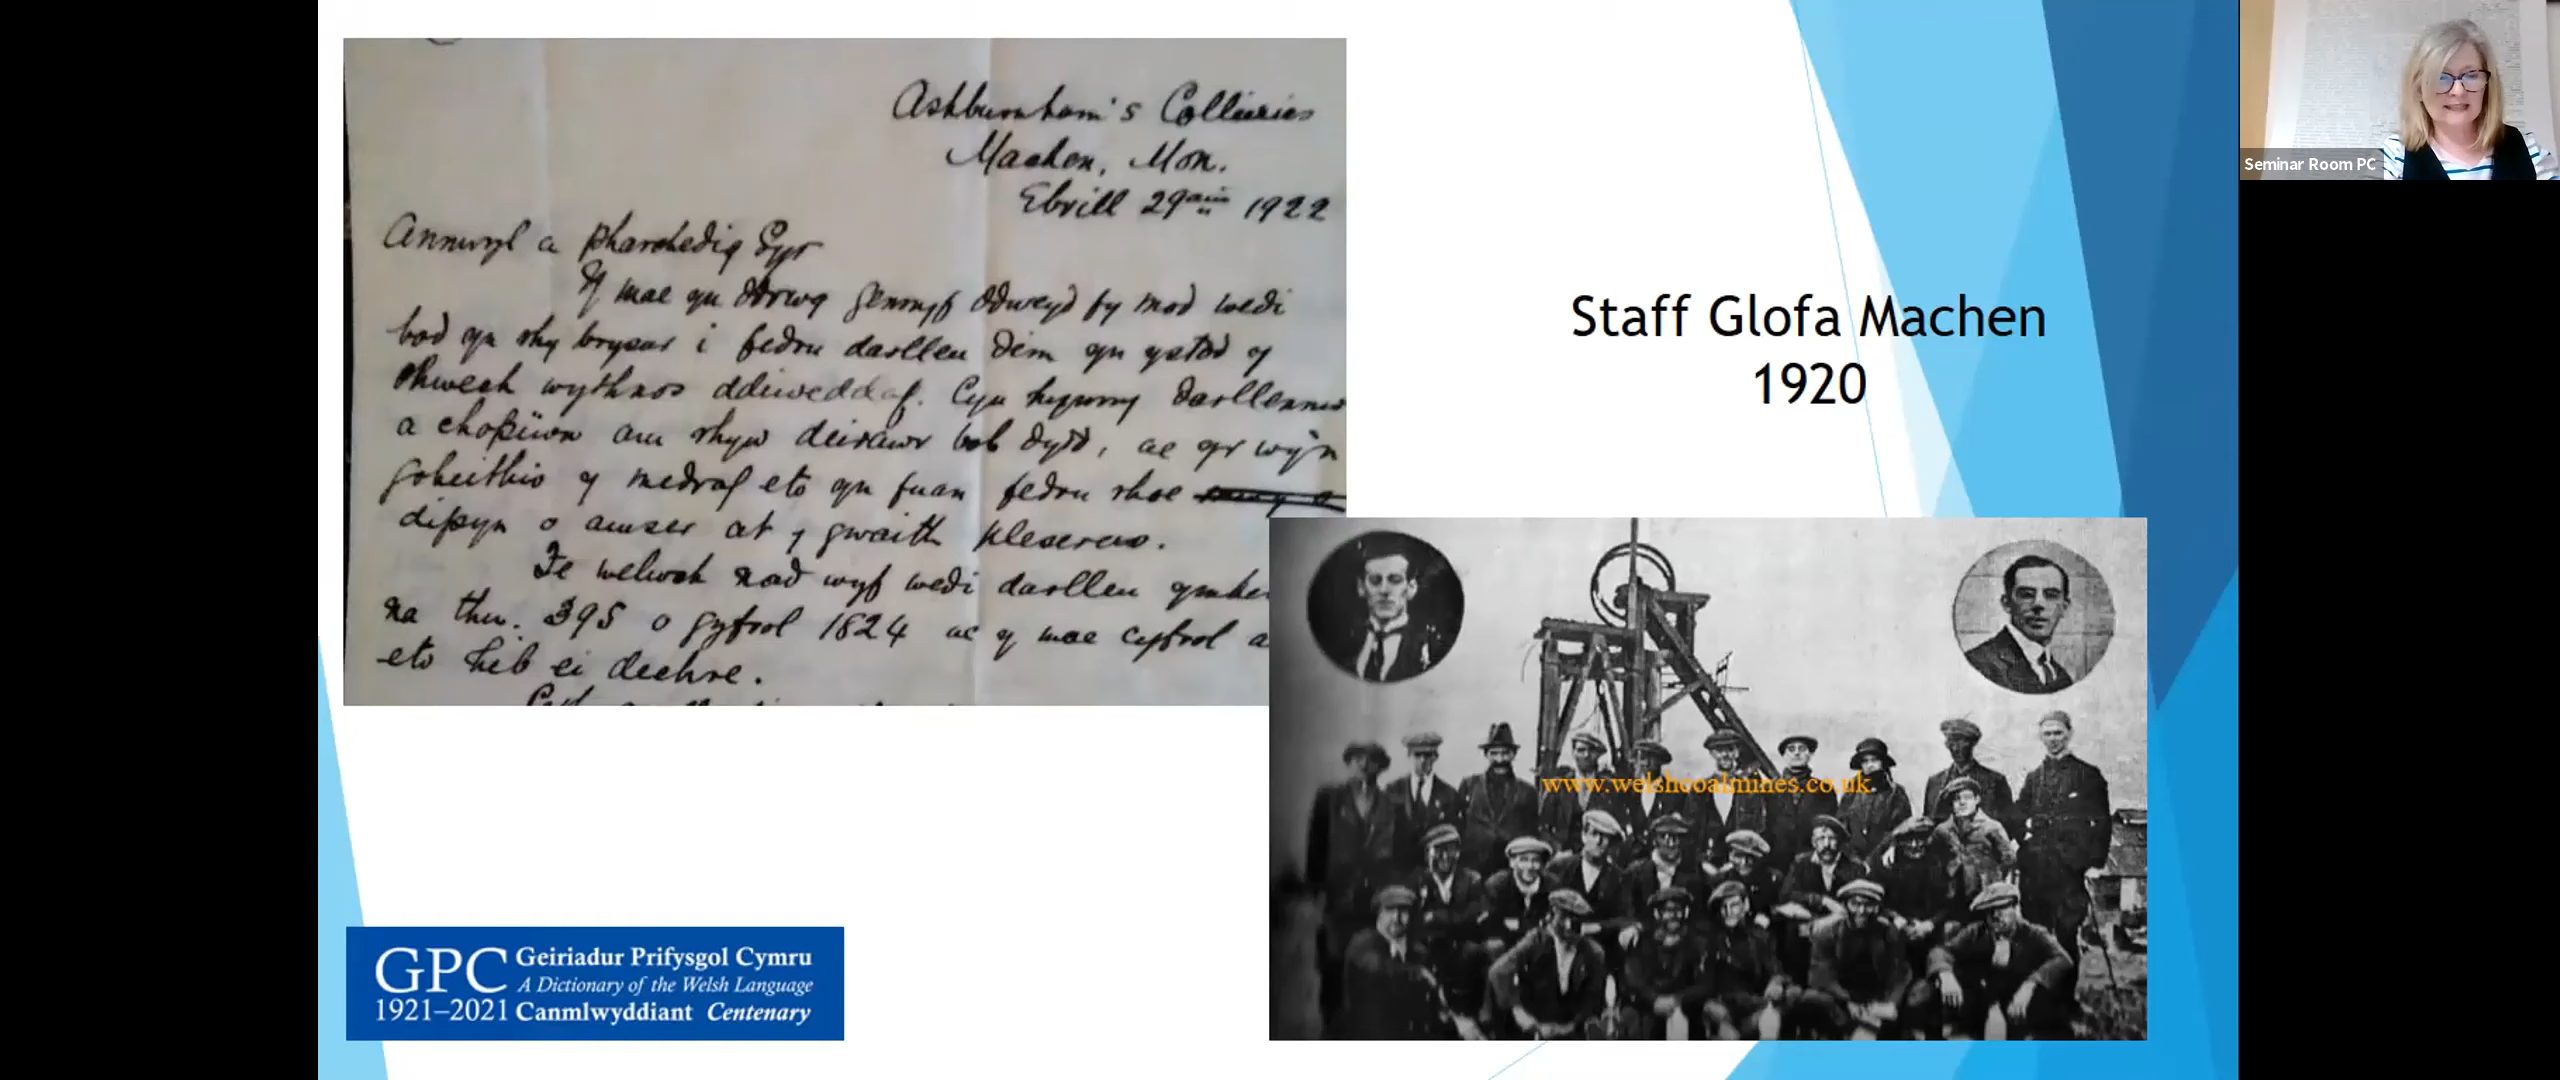 Ashburnham's Collieries
Machen, Mon.
Ebrill 29ain 1922
Annwyl a Pharchedig Syr
Y mae yn ddrwg gennyf ddweyd fy mod wedi
bod yn rhy brysur i fedru darllen dim yn ystod y
chwech wythnos ddiweddaf. Cyn hynny darllennwn
a chopïwn am rhyw deirawr bob dydd, ac yr wy'n
gobeithio y medraf eto yn fuan fedru rhoi
dipyn o amser at y gwaith pleserus.
Fe welwch nad wyf wedi darllen ymhe
na thu. 395 o gyfrol 1824 ac y mae cyfrol a
eto heb ei dechre.
Staff Glofa Machen
1920
www.welshcoalmines.co.uk
GPC Geiriadur Prifysgol Cymru
A Dictionary of the Welsh Language
1921–2021 Canmlwyddiant Centenary
Seminar Room PC